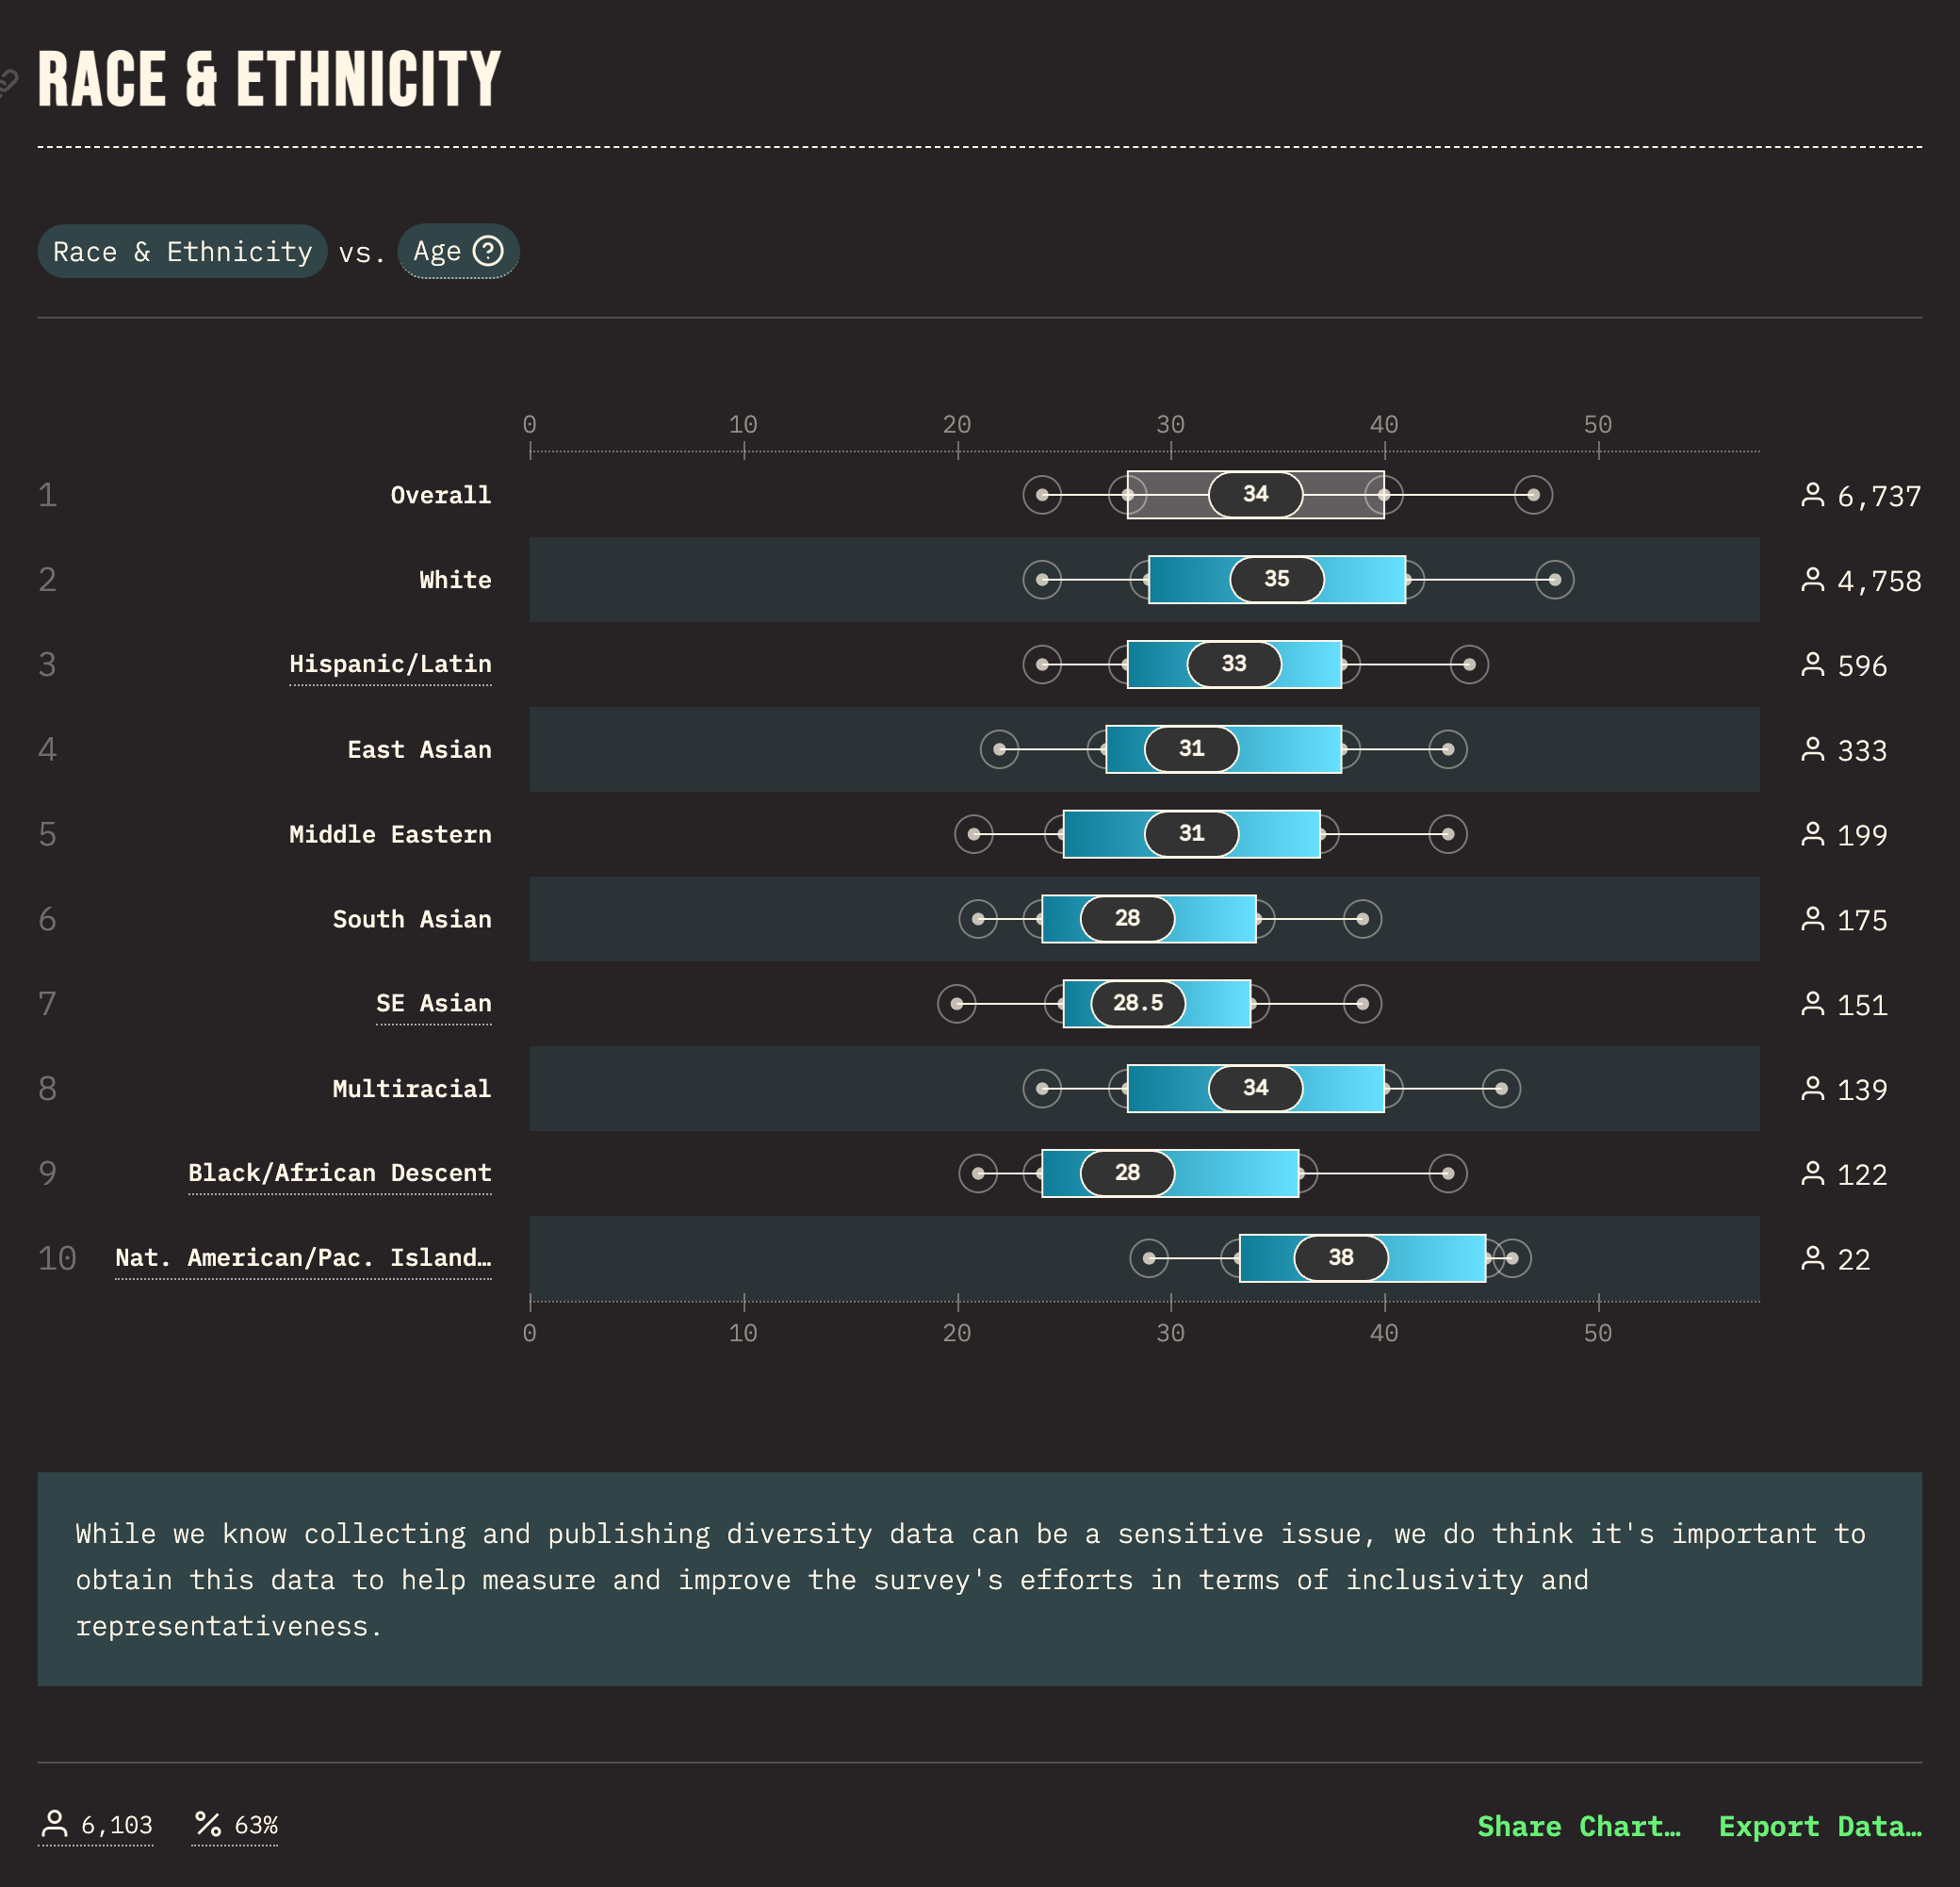 RACE & ETHNICITY
Race & Ethnicity vs. Age ?
0 10 20 30 40 50
1 Overall 34 6,737
2 White 35 4,758
3 Hispanic/Latin 33 596
4 East Asian 31 333
5 Middle Eastern 31 199
6 South Asian 28 175
7 SE Asian 28.5 151
8 Multiracial 34 139
9 Black/African Descent 28 122
10 Nat. American/Pac. Island… 38 22
0 10 20 30 40 50
While we know collecting and publishing diversity data can be a sensitive issue, we do think it's important to
obtain this data to help measure and improve the survey's efforts in terms of inclusivity and
representativeness.
6,103 % 63% Share Chart… Export Data…